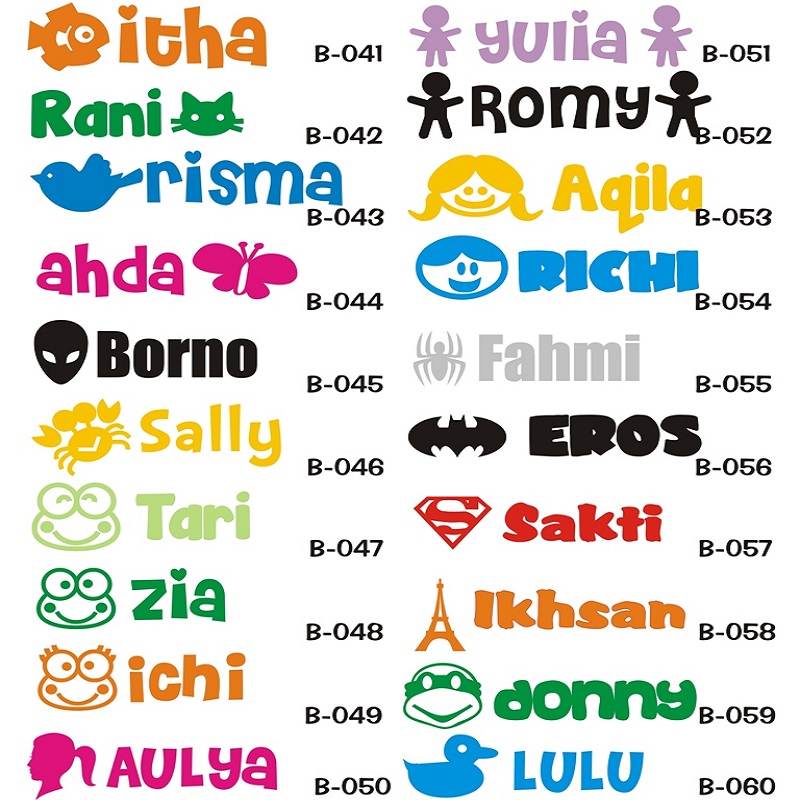 itha B-041
Rani B-042
risma B-043
ahda B-044
Borno B-045
Sally B-046
Tari B-047
zia B-048
ichi B-049
AULya B-050
yulia B-051
Romy B-052
Aqila B-053
RICHI B-054
Fahmi B-055
EROS B-056
S Sakti B-057
Ikhsan B-058
donny B-059
LULU B-060